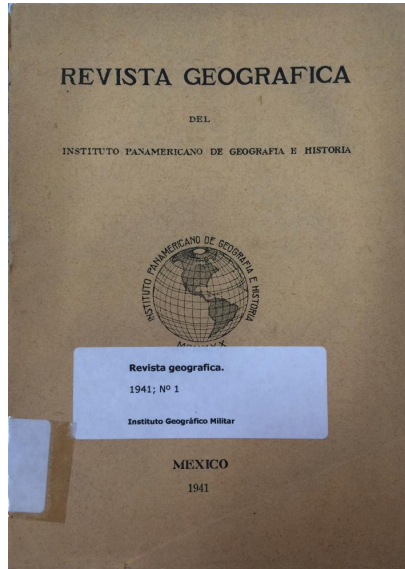 REVISTA GEOGRAFICA
DEL
INSTITUTO PANAMERICANO DE GEOGRAFIA E HISTORIA
INSTITUTO PANAMERICANO DE GEOGRAFIA E HISTORIA
Revista geografica.
1941; Nº 1
Instituto Geográfico Militar
MEXICO
1941